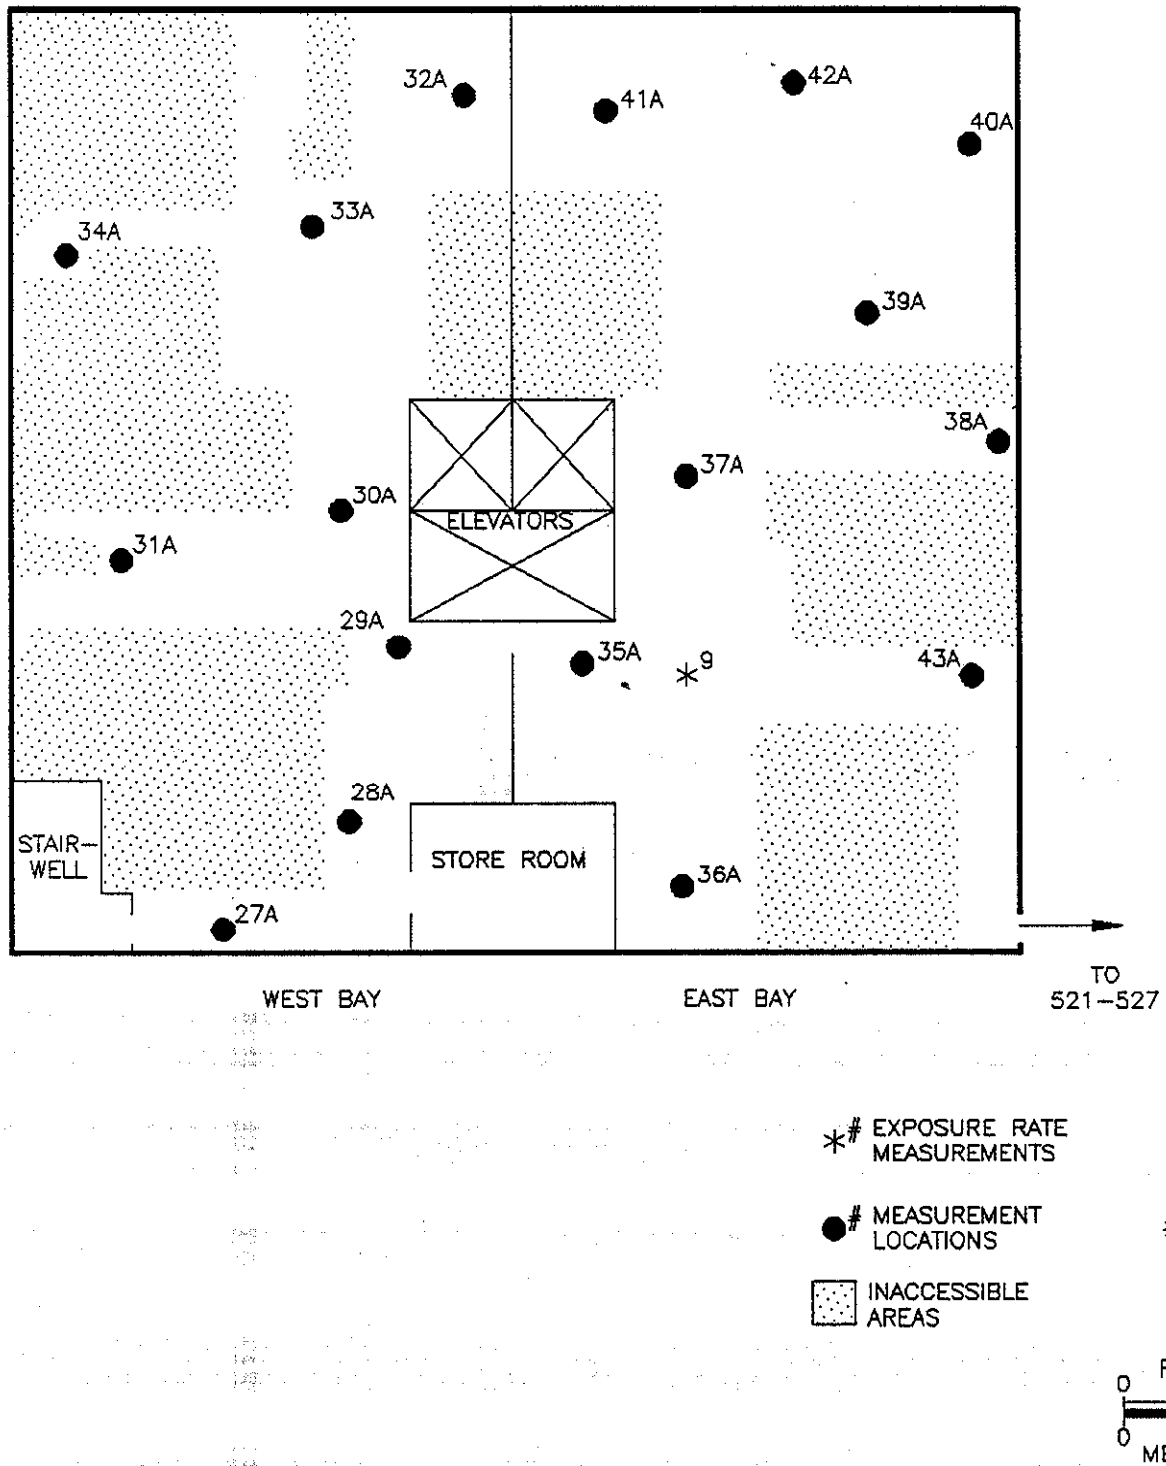 32A
41A
42A
40A
33A
34A
39A
38A
37A
30A
ELEVATORS
31A
29A
35A
9
43A
28A
STAIR-
WELL
STORE ROOM
36A
27A
WEST BAY
EAST BAY
TO
521-527
# EXPOSURE RATE
MEASUREMENTS
# MEASUREMENT
LOCATIONS
INACCESSIBLE
AREAS
0
0